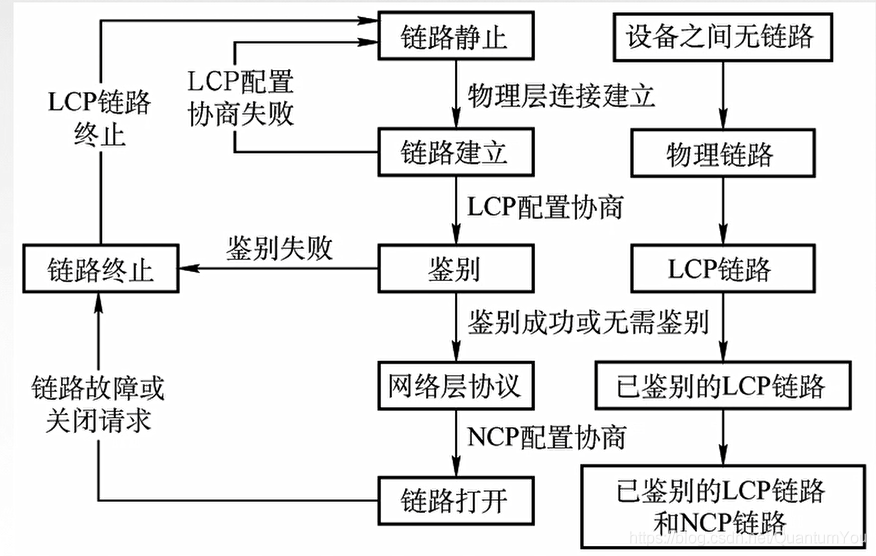 链路静止
设备之间无链路
LCP配置
协商失败
LCP链路
终止
物理层连接建立
链路建立
物理链路
LCP配置协商
鉴别失败
链路终止
鉴别
LCP链路
鉴别成功或无需鉴别
链路故障或
关闭请求
网络层协议
已鉴别的LCP链路
NCP配置协商
链路打开
已鉴别的LCP链路
和NCP链路
https://blog.csdn.net/QuantumYou